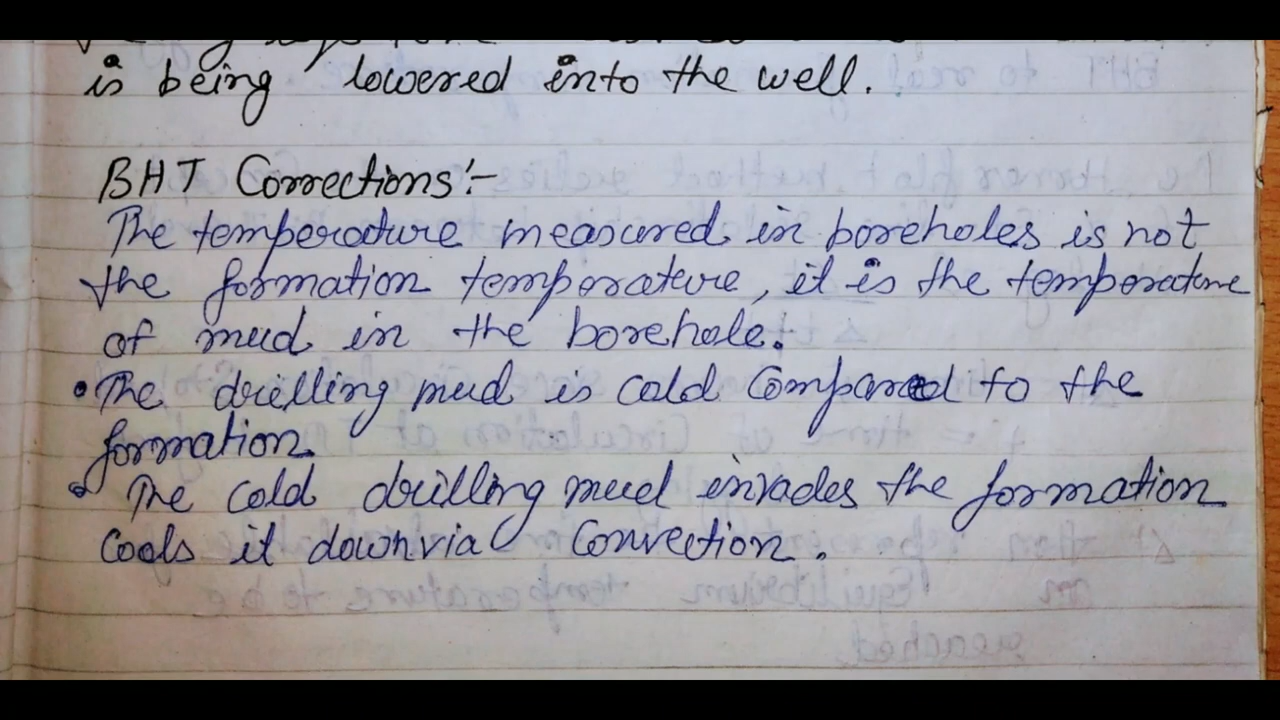 is being lowered into the well.
BHT Corrections:-
The temperature measured in boreholes is not
the formation temperature, it is the temperature
of mud in the borehole.
• The drilling mud is cold Compared to the
formation.
• The cold drilling mud invades the formation
Cools it down via Convection.